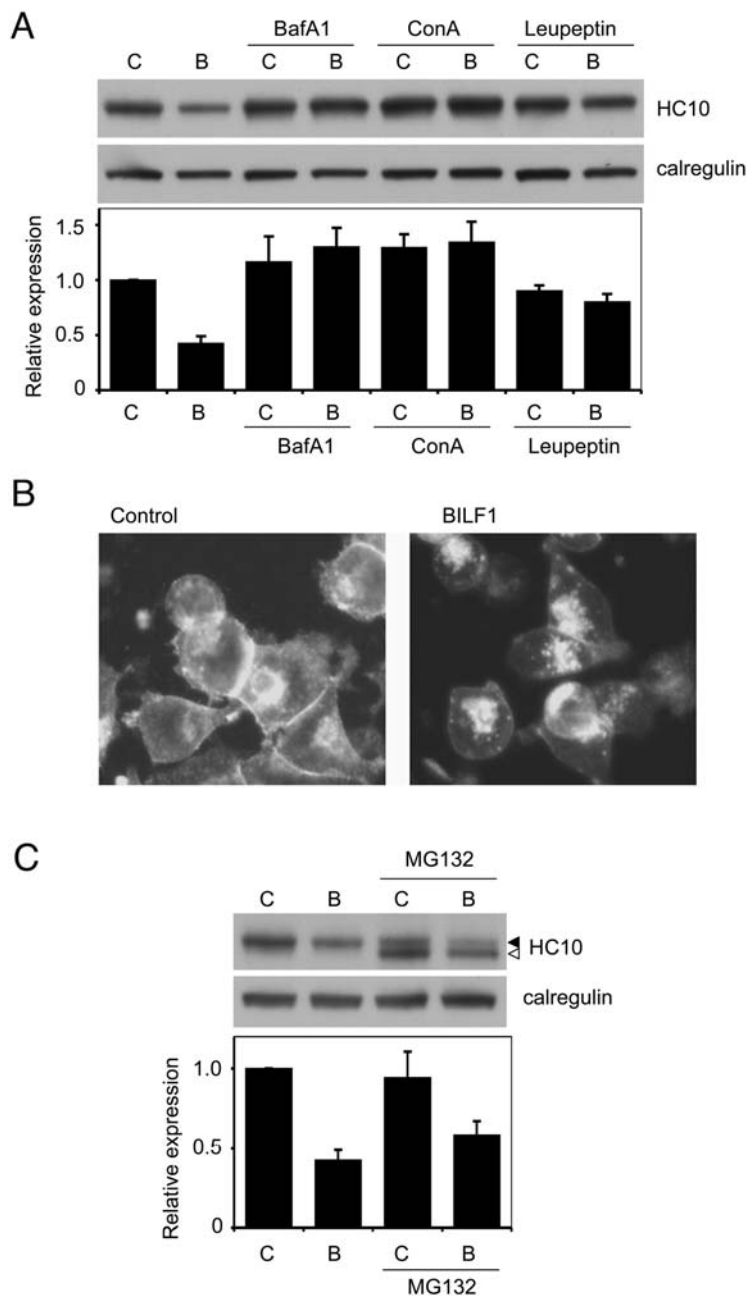 A
BafA1 ConA Leupeptin
C B C B C B C B
HC10
calregulin
Relative expression
1.5
1.0
0.5
0
C B C B C B C B
BafA1 ConA Leupeptin
B
Control BILF1
C
MG132
C B C B
HC10
calregulin
Relative expression
1.0
0.5
0
C B C B
MG132